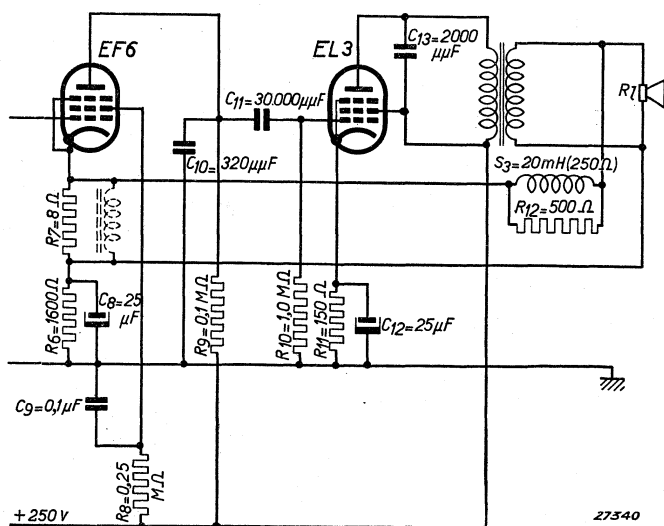 EF6
EL3
C13=2000
µµF
C11=30.000µµF
Rl
C10=320µµF
S3=20mH(250Ω)
R12=500Ω
R7=8Ω
R6=1600Ω
C8=25
µF
R9=0,1MΩ
R10=1,0MΩ
R11=150Ω
C12=25µF
C9=0,1µF
R8=0,25
MΩ
+250V
27340